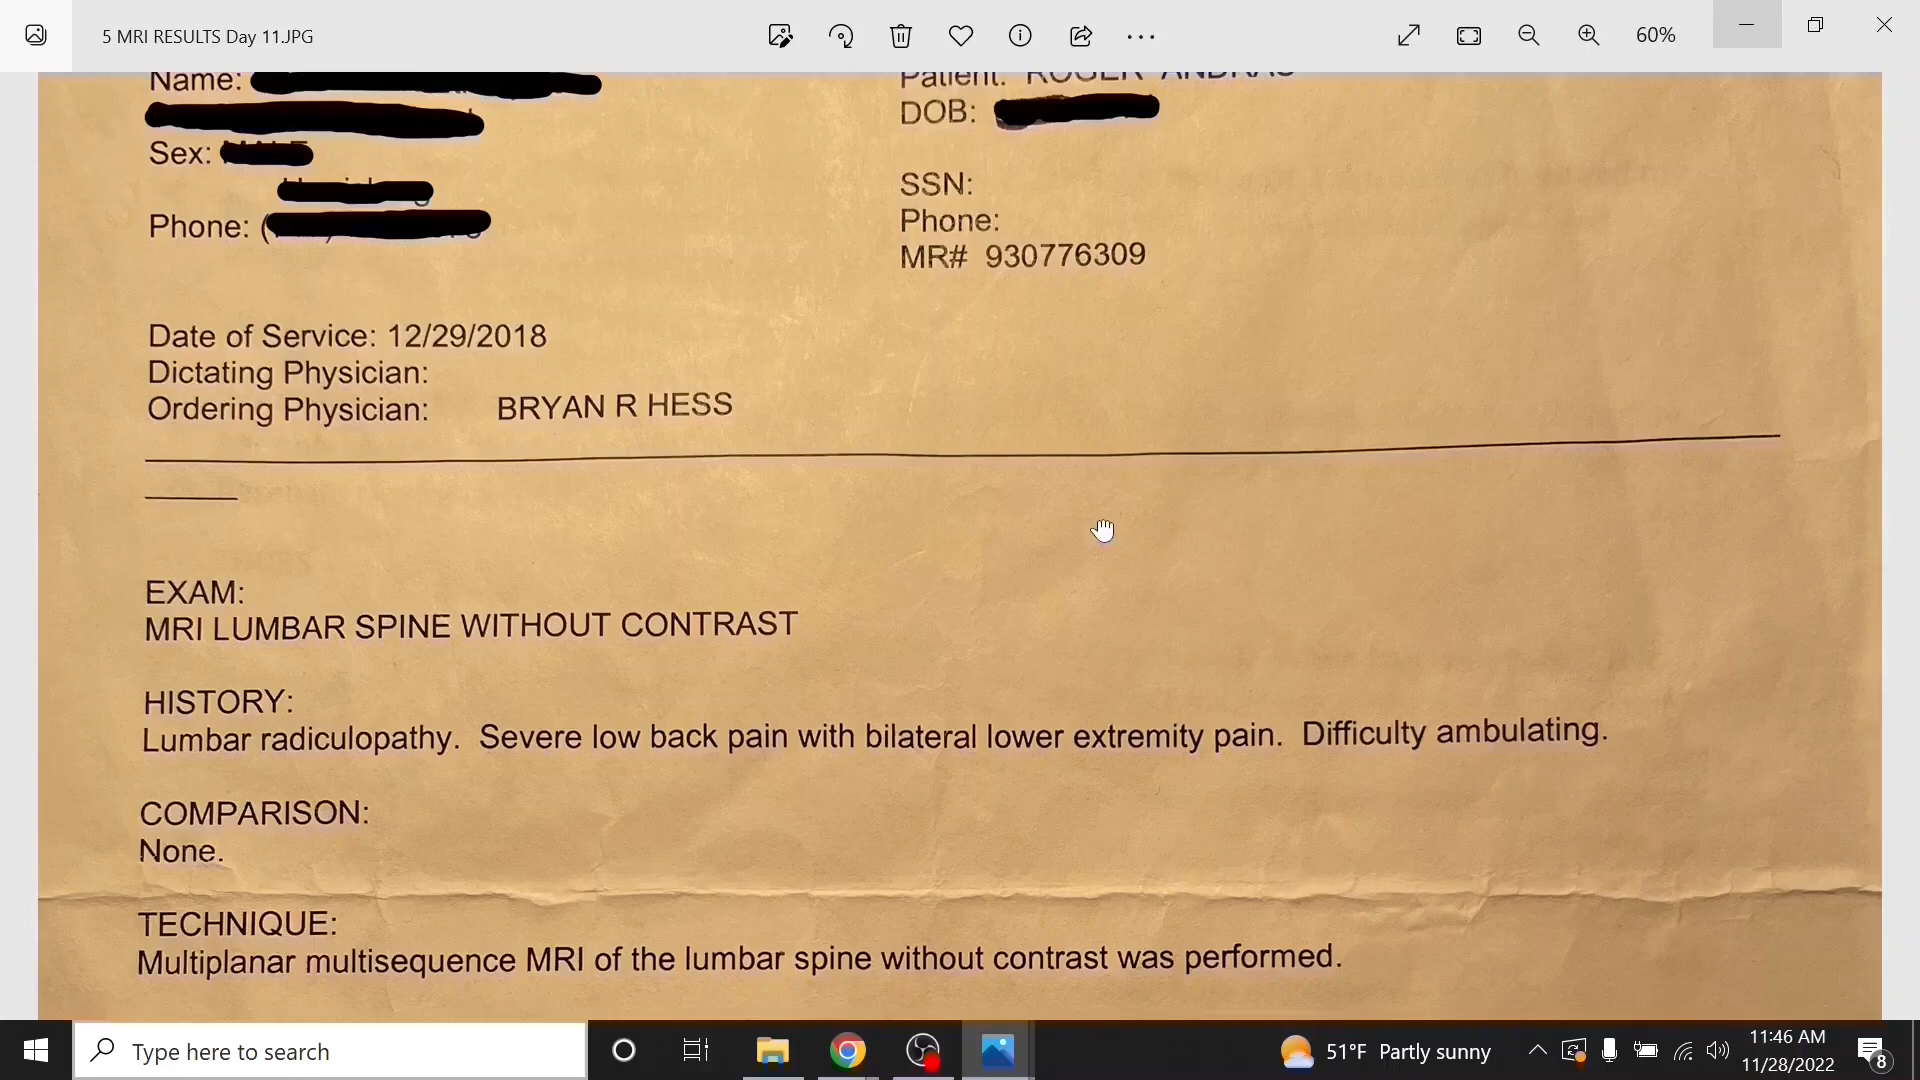 5 MRI RESULTS Day 11.JPG
60%
Name:
Patient: ROGER
DOB:
Sex:
SSN:
Phone: (
Phone:
MR# 930776309
Date of Service: 12/29/2018
Dictating Physician:
Ordering Physician: BRYAN R HESS
EXAM:
MRI LUMBAR SPINE WITHOUT CONTRAST
HISTORY:
Lumbar radiculopathy. Severe low back pain with bilateral lower extremity pain. Difficulty ambulating.
COMPARISON:
None.
TECHNIQUE:
Multiplanar multisequence MRI of the lumbar spine without contrast was performed.
Type here to search
51°F Partly sunny
11:46 AM
11/28/2022
8